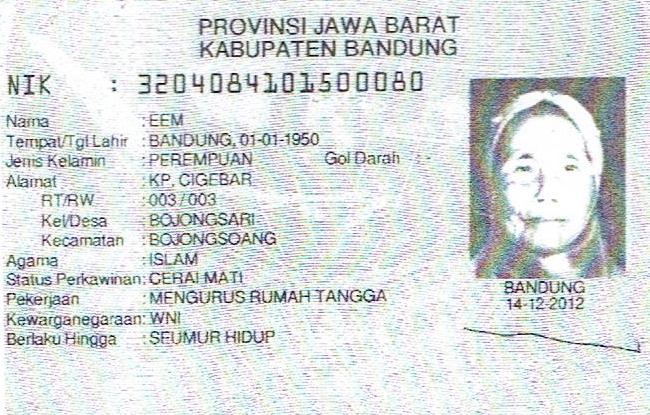 PROVINSI JAWA BARAT
KABUPATEN BANDUNG
NIK : 3204084101500080
Nama : EEM
Tempat/Tgl Lahir : BANDUNG, 01-01-1950
Jenis Kelamin : PEREMPUAN Gol Darah : -
Alamat : KP. CIGEBAR
RT/RW : 003/003
Kel/Desa : BOJONGSARI
Kecamatan : BOJONGSOANG
Agama : ISLAM
Status Perkawinan: CERAI MATI
Pekerjaan : MENGURUS RUMAH TANGGA
Kewarganegaraan: WNI
Berlaku Hingga : SEUMUR HIDUP
BANDUNG
14-12-2012